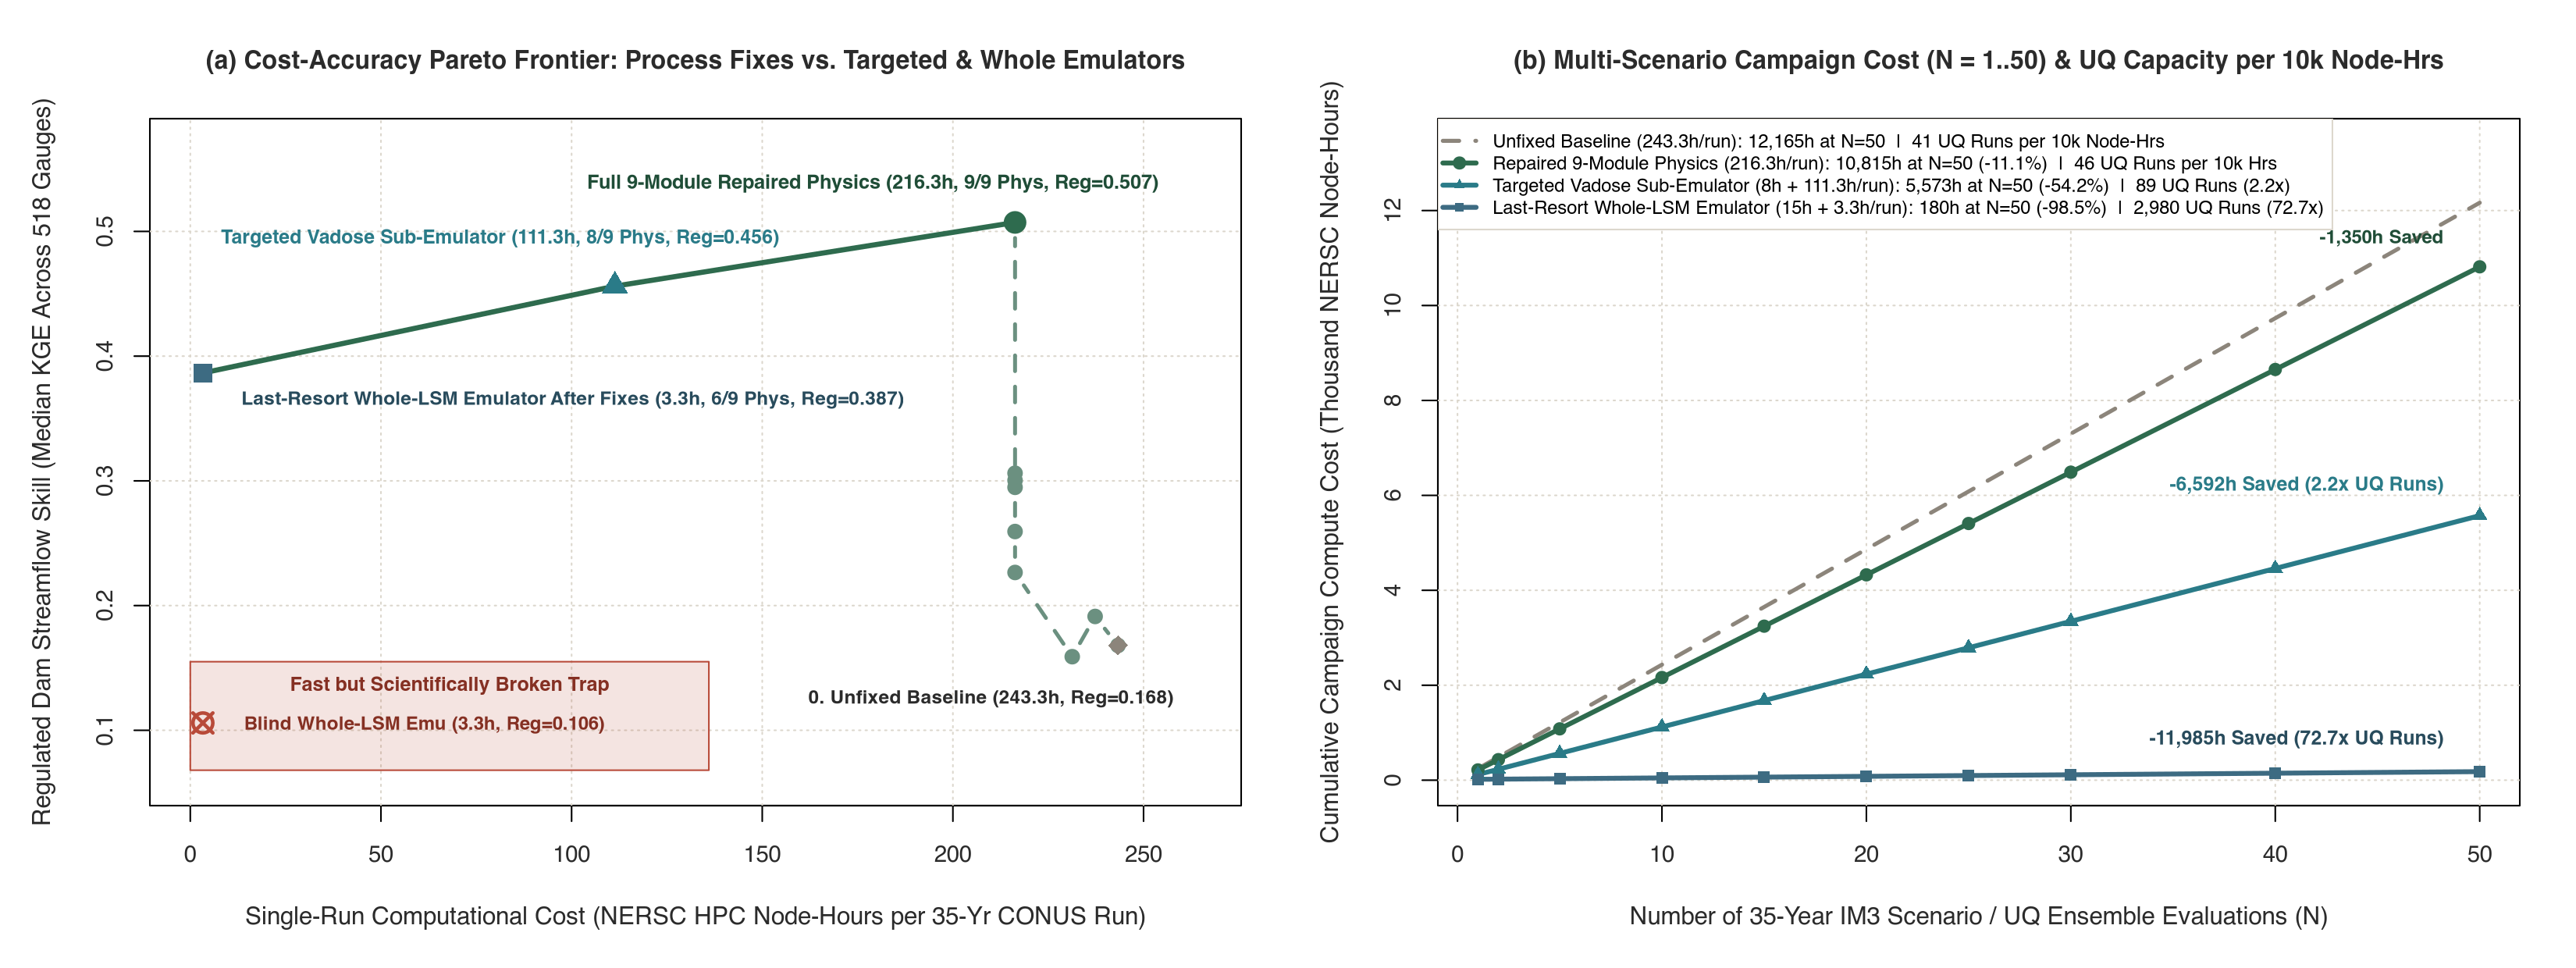 (a) Cost-Accuracy Pareto Frontier: Process Fixes vs. Targeted & Whole Emulators
Regulated Dam Streamflow Skill (Median KGE Across 518 Gauges)
0.5
0.4
0.3
0.2
0.1
Full 9-Module Repaired Physics (216.3h, 9/9 Phys, Reg=0.507)
Targeted Vadose Sub-Emulator (111.3h, 8/9 Phys, Reg=0.456)
Last-Resort Whole-LSM Emulator After Fixes (3.3h, 6/9 Phys, Reg=0.387)
Fast but Scientifically Broken Trap
Blind Whole-LSM Emu (3.3h, Reg=0.106)
0. Unfixed Baseline (243.3h, Reg=0.168)
0 50 100 150 200 250
Single-Run Computational Cost (NERSC HPC Node-Hours per 35-Yr CONUS Run)
(b) Multi-Scenario Campaign Cost (N = 1..50) & UQ Capacity per 10k Node-Hrs
Cumulative Campaign Compute Cost (Thousand NERSC Node-Hours)
12
10
8
6
4
2
0
Unfixed Baseline (243.3h/run): 12,165h at N=50 | 41 UQ Runs per 10k Node-Hrs
Repaired 9-Module Physics (216.3h/run): 10,815h at N=50 (-11.1%) | 46 UQ Runs per 10k Hrs
Targeted Vadose Sub-Emulator (8h + 111.3h/run): 5,573h at N=50 (-54.2%) | 89 UQ Runs (2.2x)
Last-Resort Whole-LSM Emulator (15h + 3.3h/run): 180h at N=50 (-98.5%) | 2,980 UQ Runs (72.7x)
-1,350h Saved
-6,592h Saved (2.2x UQ Runs)
-11,985h Saved (72.7x UQ Runs)
0 10 20 30 40 50
Number of 35-Year IM3 Scenario / UQ Ensemble Evaluations (N)